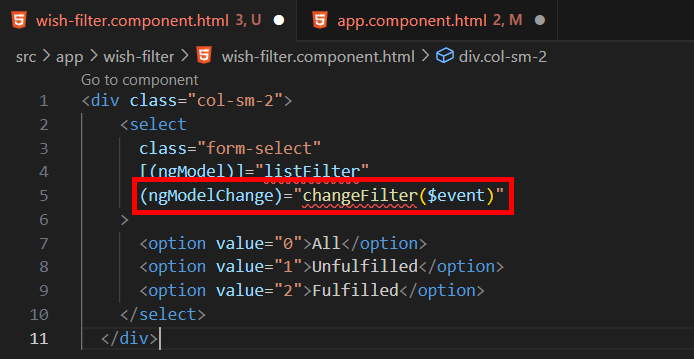 wish-filter.component.html 3, U app.component.html 2, M
src > app > wish-filter > wish-filter.component.html > div.col-sm-2
Go to component
1 <div class="col-sm-2">
2 <select
3 class="form-select"
4 [(ngModel)]="listFilter"
5 (ngModelChange)="changeFilter($event)"
6 >
7 <option value="0">All</option>
8 <option value="1">Unfulfilled</option>
9 <option value="2">Fulfilled</option>
10 </select>
11 </div>